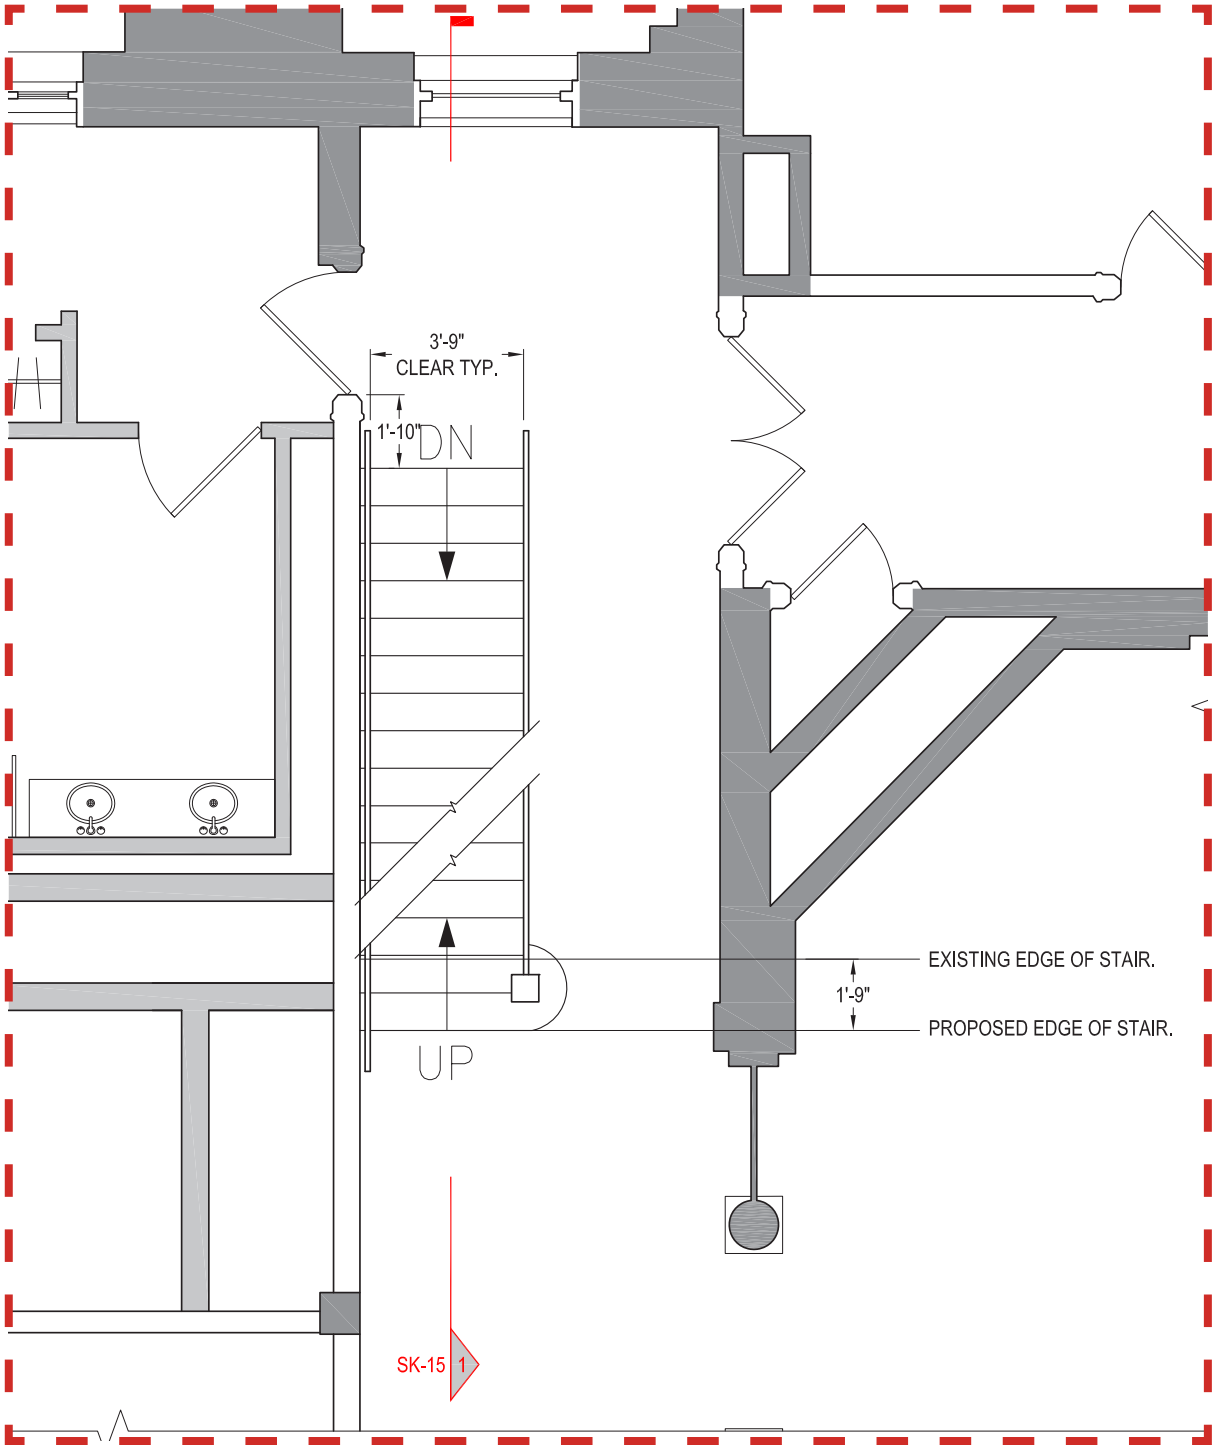 3'-9"
CLEAR TYP.
1'-10"
DN
EXISTING EDGE OF STAIR.
1'-9"
PROPOSED EDGE OF STAIR.
UP
SK-15 1